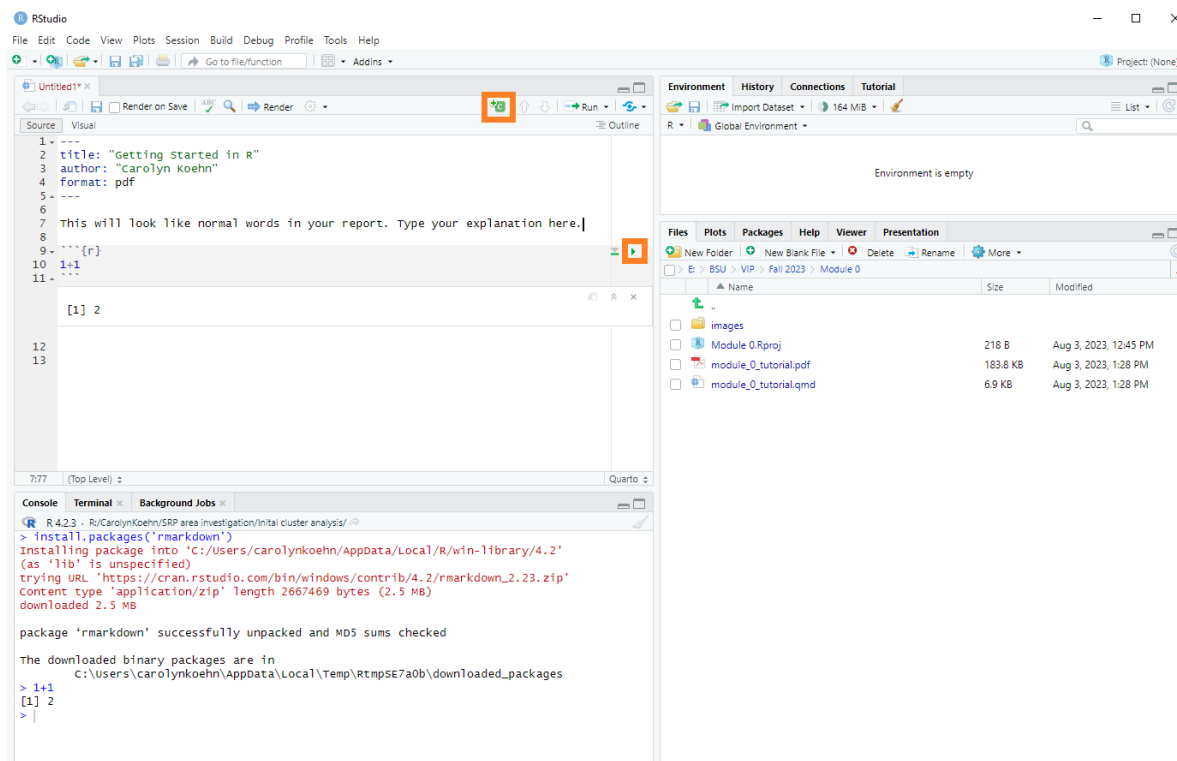 RStudio
File Edit Code View Plots Session Build Debug Profile Tools Help
Go to file/function Addins Project: (None)
Untitled1*
Render on Save Render Run
Source Visual Outline
1 ---
2 title: "Getting Started in R"
3 author: "Carolyn Koehn"
4 format: pdf
5 ---
6
7 This will look like normal words in your report. Type your explanation here.
8
9 ```{r}
10 1+1
11 ```
[1] 2
12
13
7:77 (Top Level) Quarto
Console Terminal Background Jobs
R 4.2.3 · R:/CarolynKoehn/SRP area investigation/Inital cluster analysis/
> install.packages('rmarkdown')
Installing package into ‘C:/Users/carolynkoehn/AppData/Local/R/win-library/4.2’
(as ‘lib’ is unspecified)
trying URL 'https://cran.rstudio.com/bin/windows/contrib/4.2/rmarkdown_2.23.zip'
Content type 'application/zip' length 2667469 bytes (2.5 MB)
downloaded 2.5 MB
package ‘rmarkdown’ successfully unpacked and MD5 sums checked
The downloaded binary packages are in
C:\Users\carolynkoehn\AppData\Local\Temp\RtmpSE7a0b\downloaded_packages
> 1+1
[1] 2
>
Environment History Connections Tutorial
Import Dataset 164 MiB List
R Global Environment
Environment is empty
Files Plots Packages Help Viewer Presentation
New Folder New Blank File Delete Rename More
E: > BSU > VIP > Fall 2023 > Module 0
Name Size Modified
..
images
Module 0.Rproj 218 B Aug 3, 2023, 12:45 PM
module_0_tutorial.pdf 183.8 KB Aug 3, 2023, 1:28 PM
module_0_tutorial.qmd 6.9 KB Aug 3, 2023, 1:28 PM